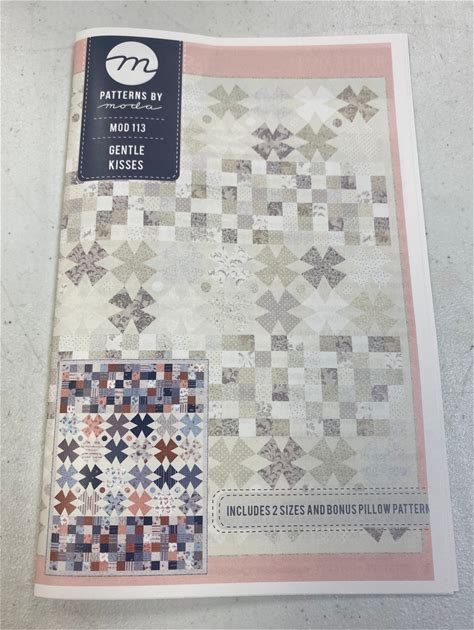 m
PATTERNS BY
moda
MOD 113
GENTLE
KISSES
INCLUDES 2 SIZES AND BONUS PILLOW PATTERN